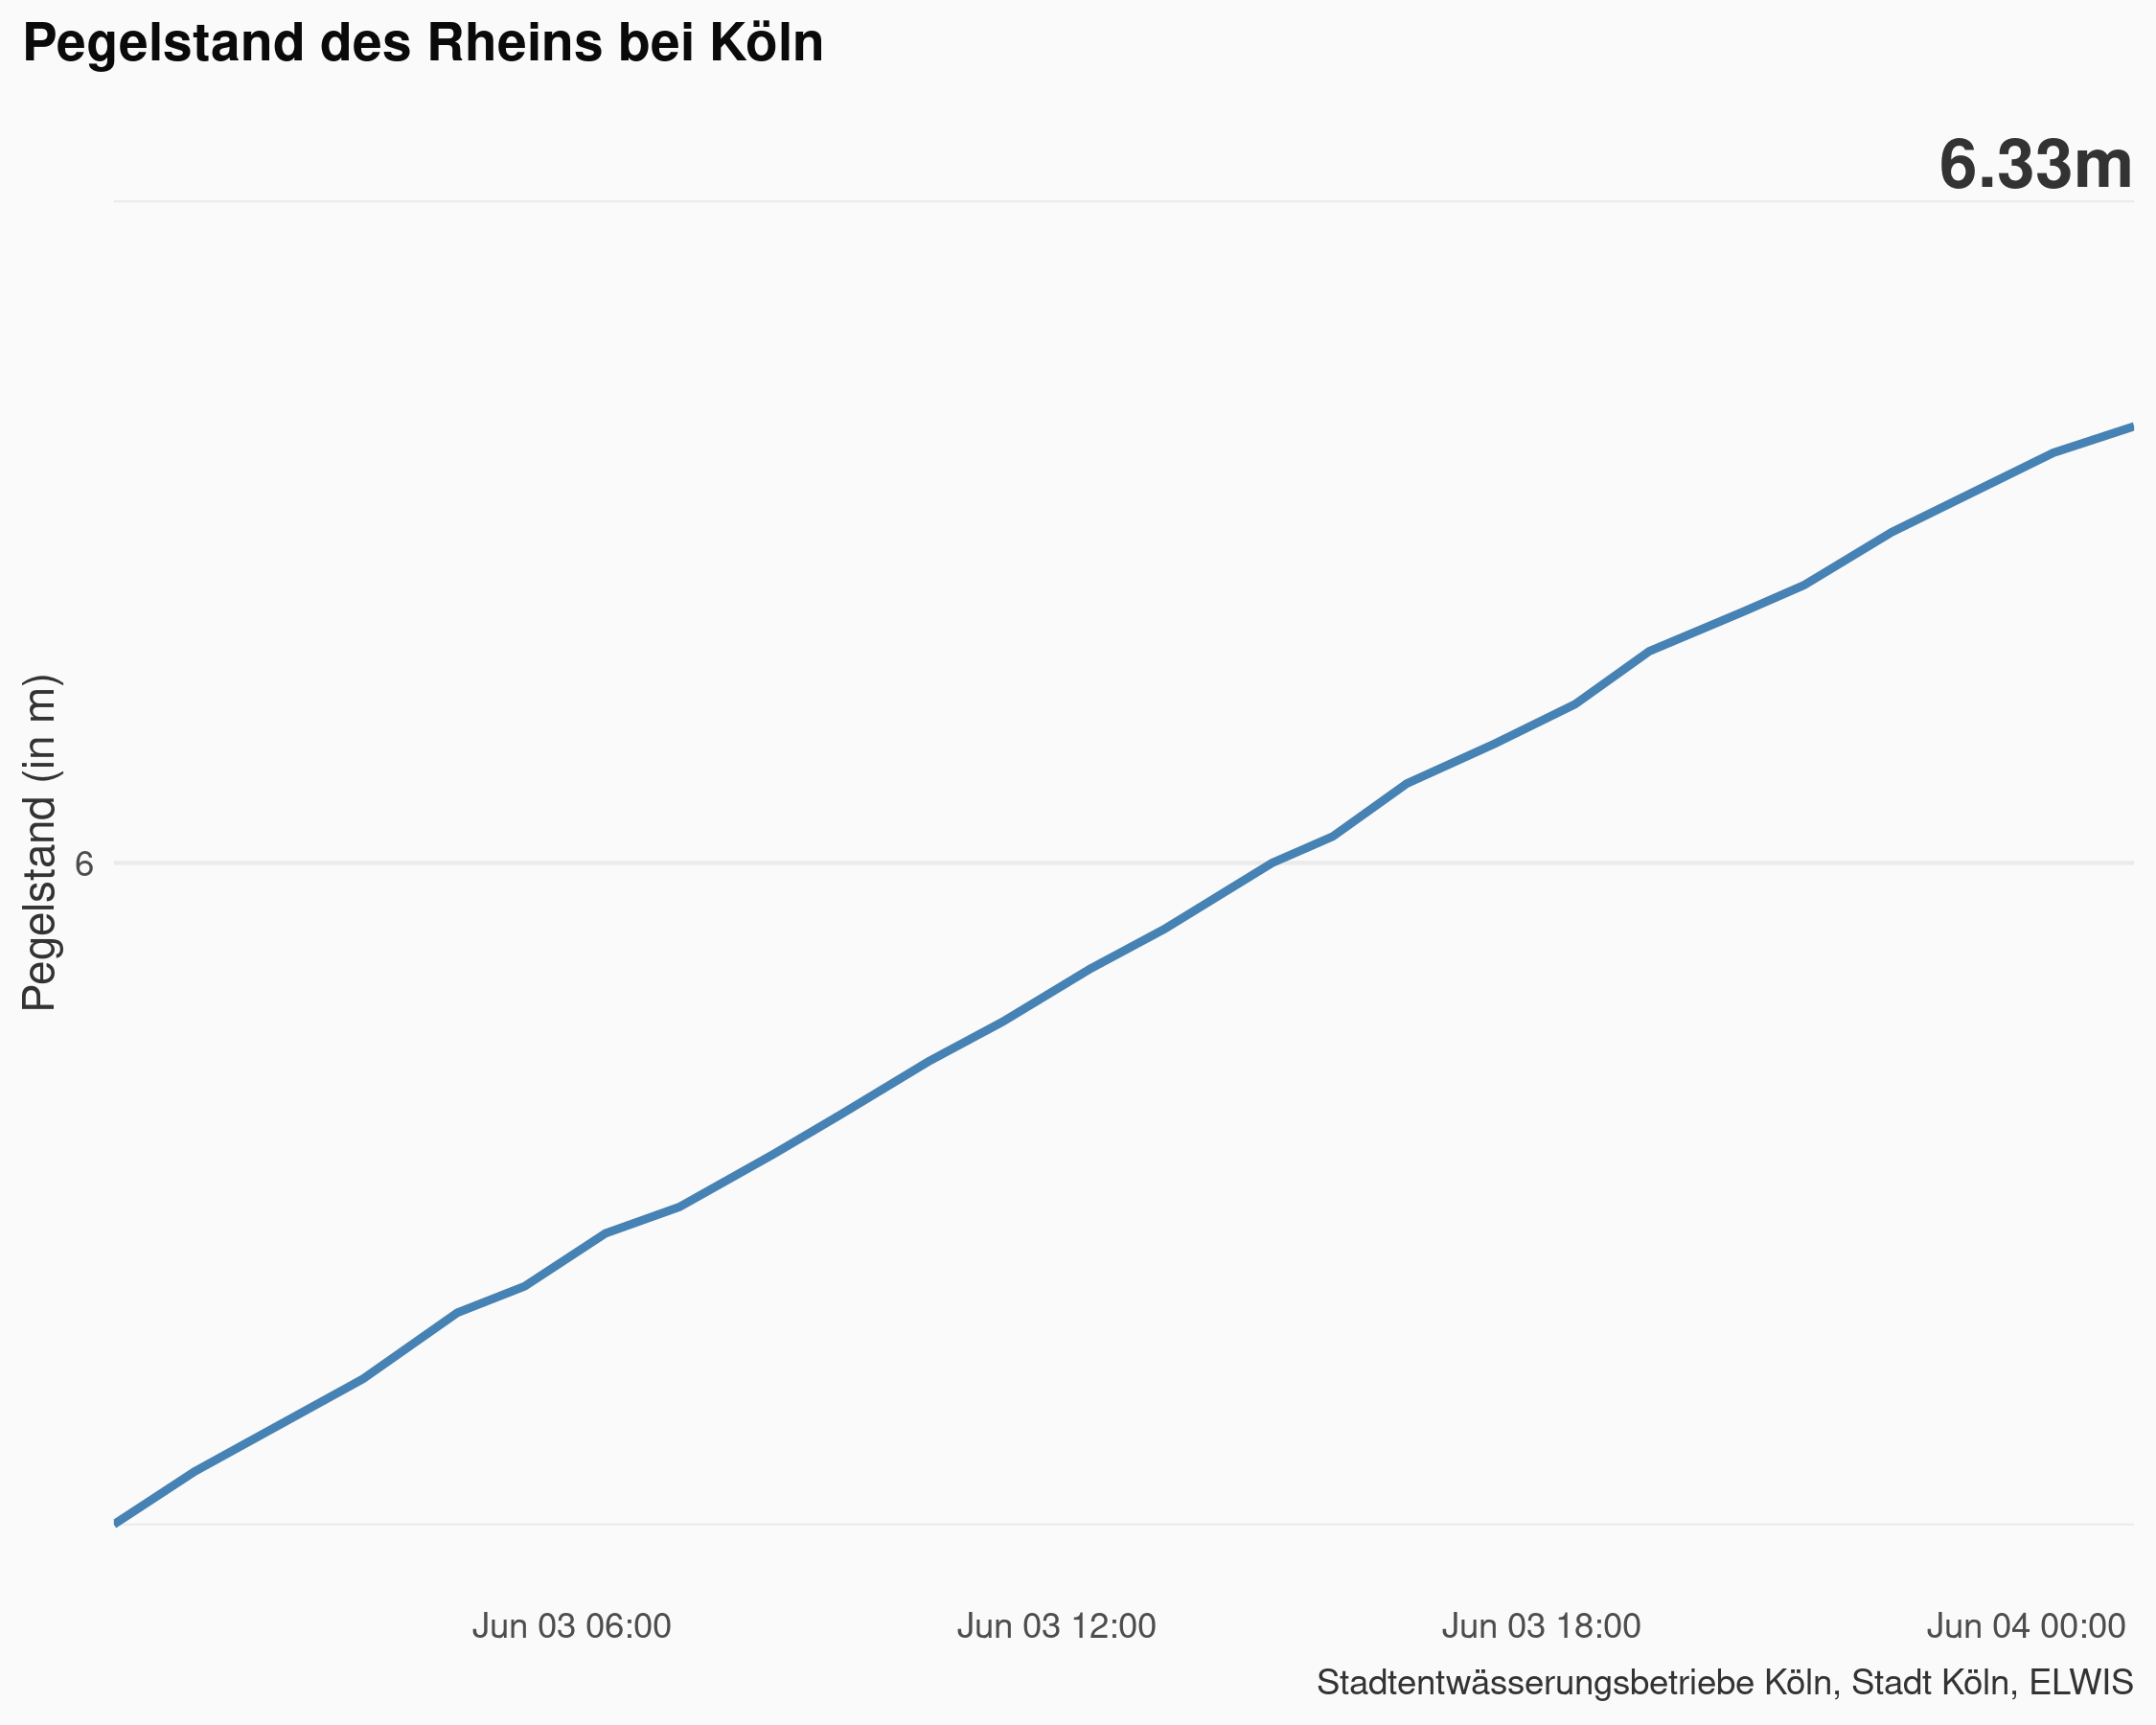 Pegelstand des Rheins bei Köln
6.33m
Pegelstand (in m)
6
Jun 03 06:00
Jun 03 12:00
Jun 03 18:00
Jun 04 00:00
Stadtentwässerungsbetriebe Köln, Stadt Köln, ELWIS